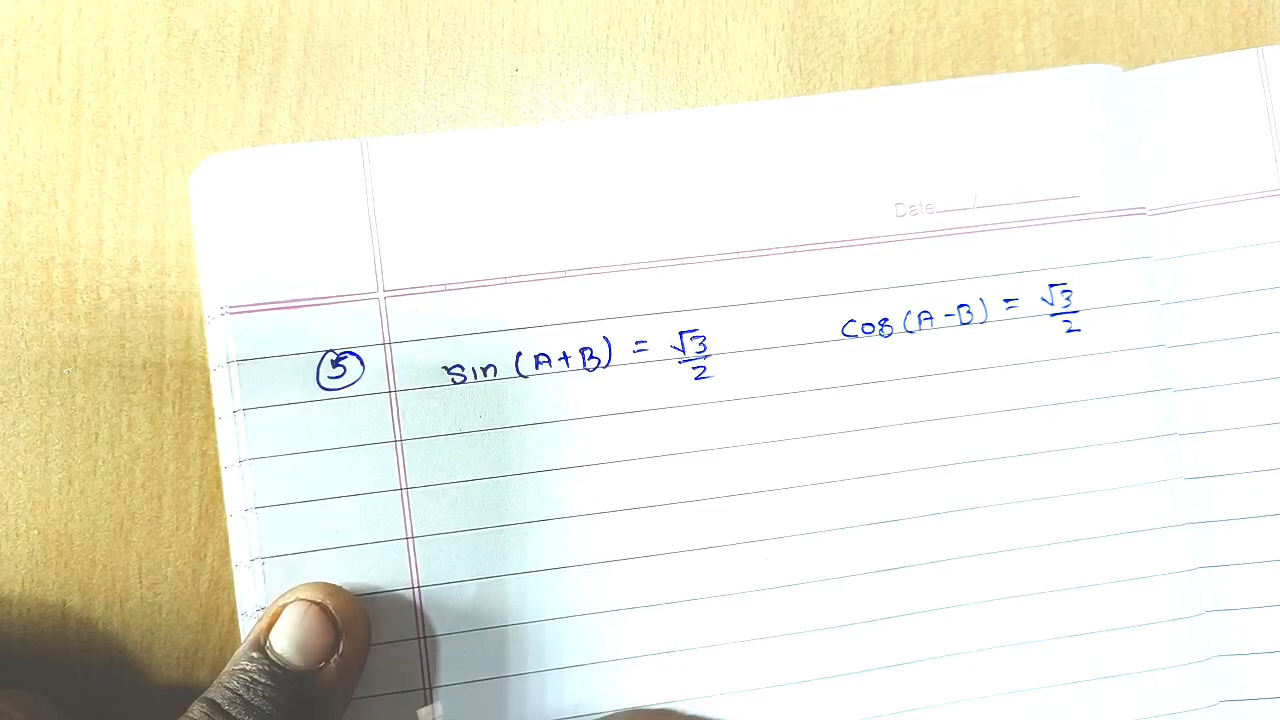 Date / /
⑤ sin (A+B) = √3/2 cos (A-B) = √3/2